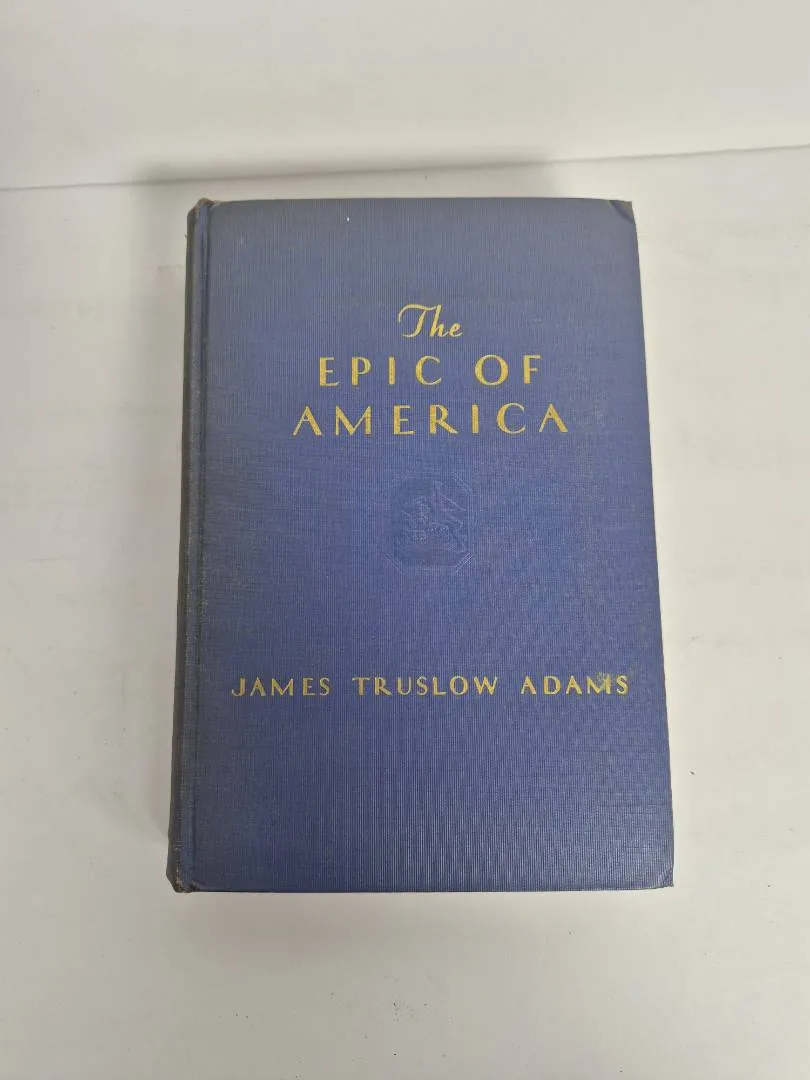 The
EPIC OF
AMERICA
JAMES TRUSLOW ADAMS